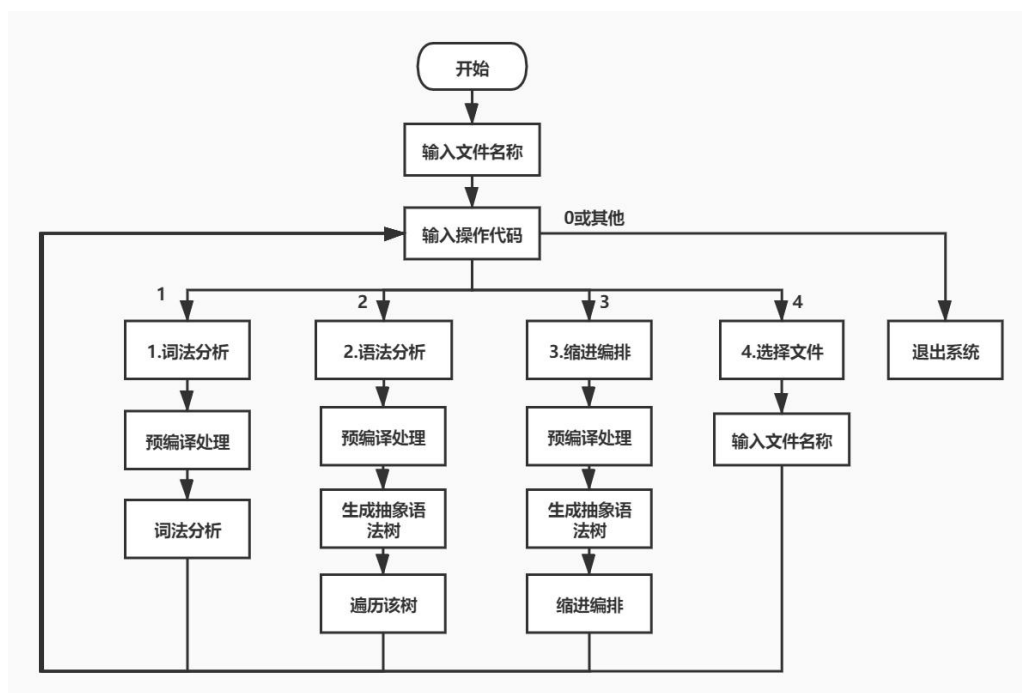 开始
输入文件名称
输入操作代码
0或其他
1
2
3
4
1.词法分析
2.语法分析
3.缩进编排
4.选择文件
退出系统
预编译处理
预编译处理
预编译处理
输入文件名称
词法分析
生成抽象语
法树
生成抽象语
法树
遍历该树
缩进编排